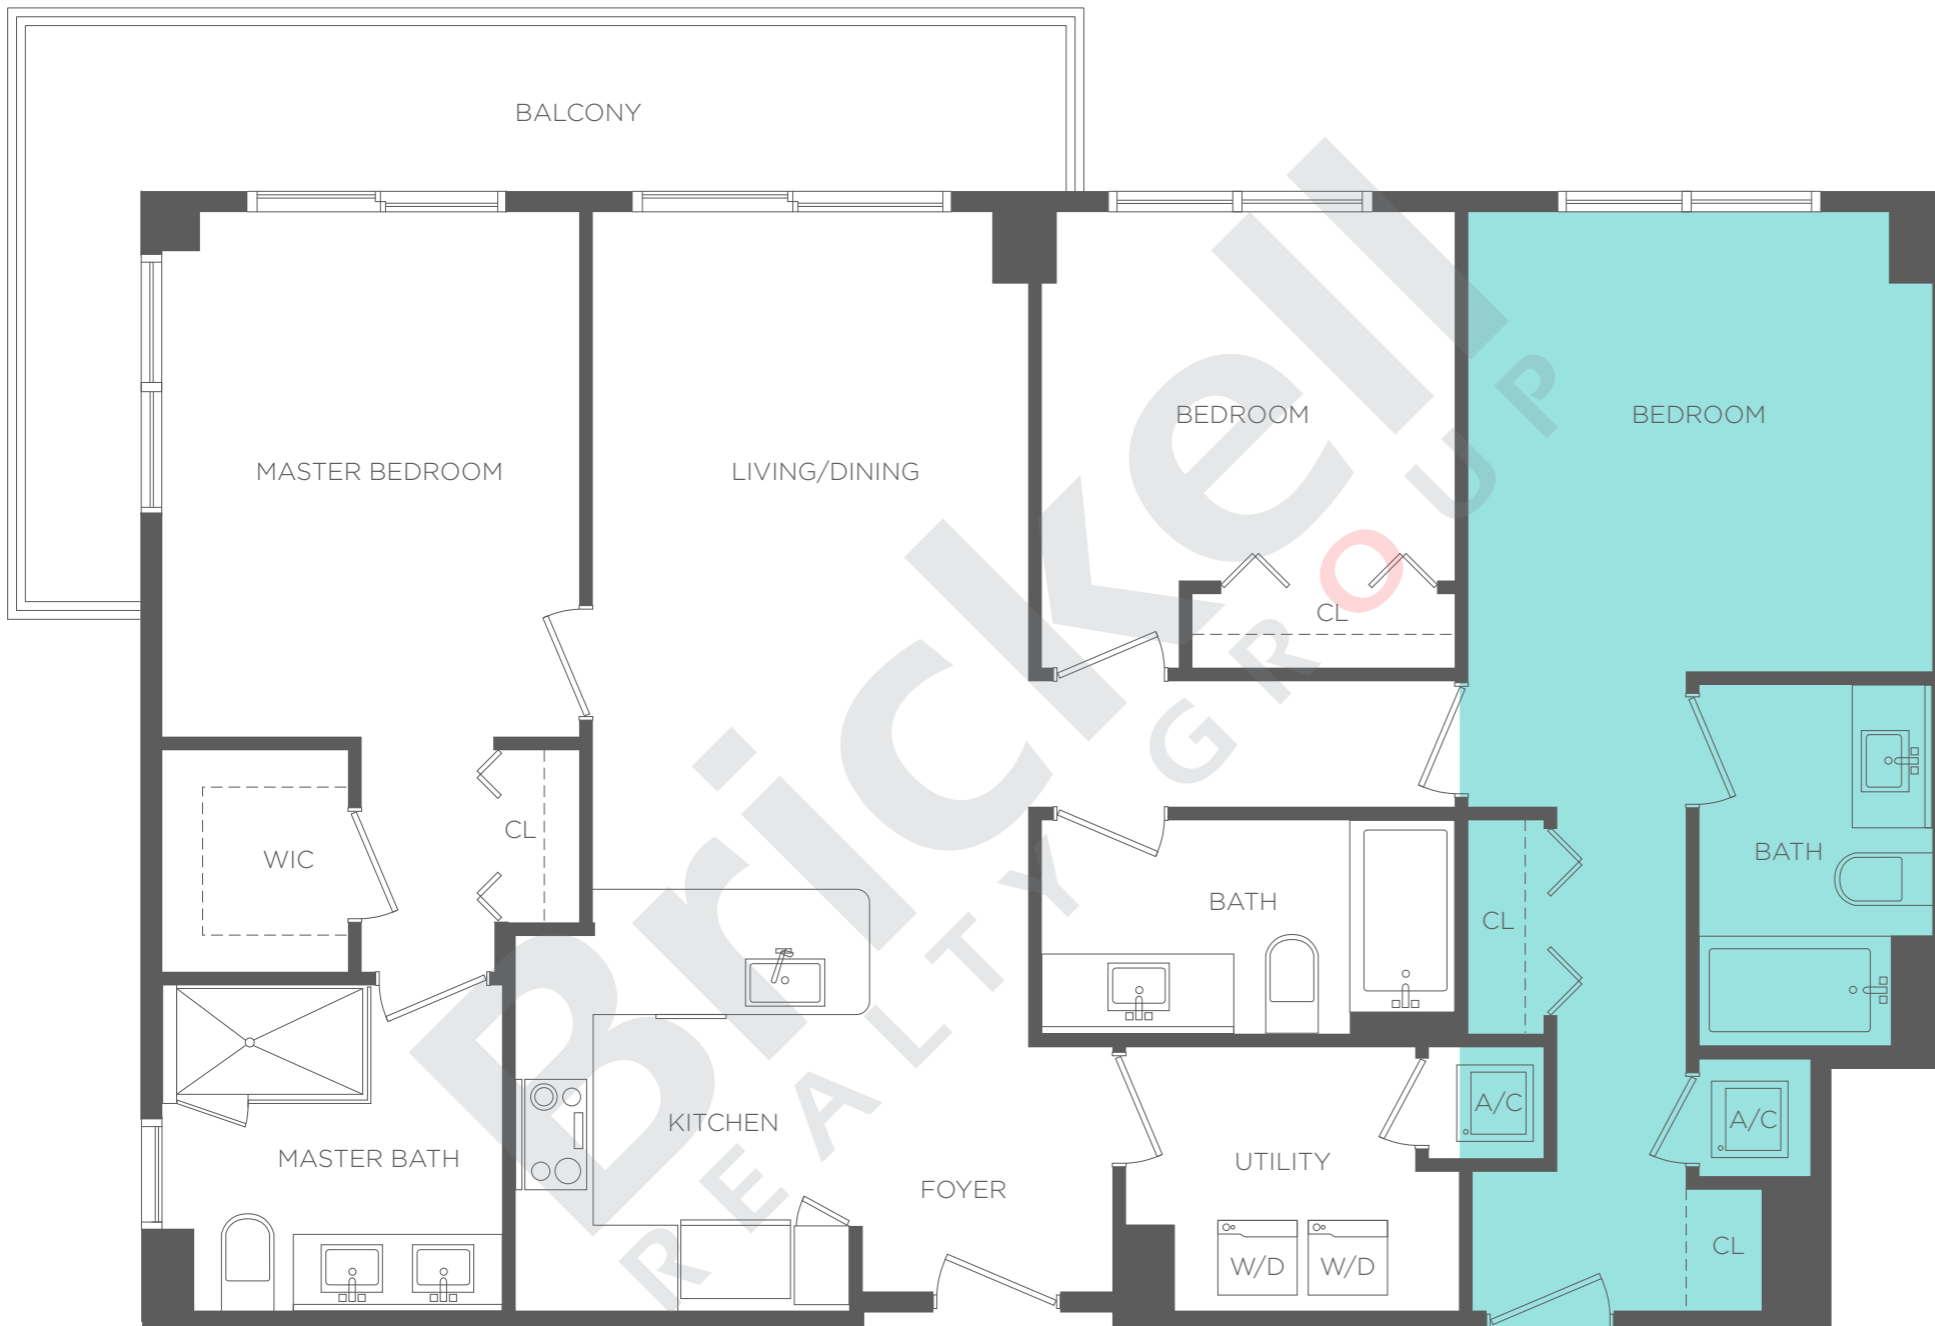 BALCONY
MASTER BEDROOM
LIVING/DINING
BEDROOM
BEDROOM
CL
WIC
CL
BATH
CL
BATH
KITCHEN
MASTER BATH
FOYER
UTILITY
A/C
A/C
W/D
W/D
CL
Brickell
REALTY GROUP